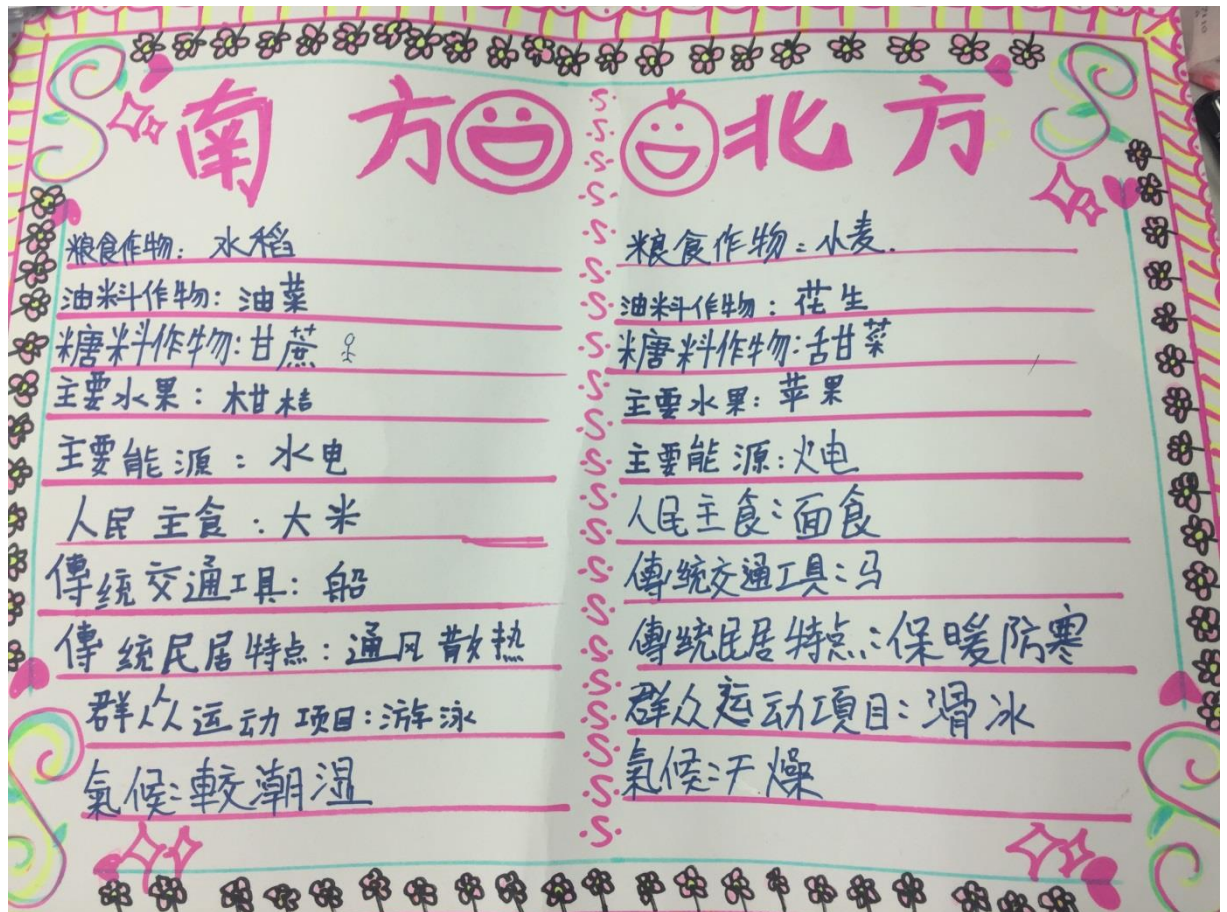 南方
粮食作物：水稻
油料作物：油菜
糖料作物：甘蔗
主要水果：柑桔
主要能源：水电
人民主食：大米
傳统交通工具：船
傳统民居特点：通风散热
群众运动项目：游泳
氣候：較潮湿
北方
粮食作物：小麦.
油料作物：花生
糖料作物：甜菜
主要水果：苹果
主要能源：火电
人民主食：面食
傳統交通工具：马
傳統民居特点：保暖防寒
群众运动項目：滑冰
氣候：干燥